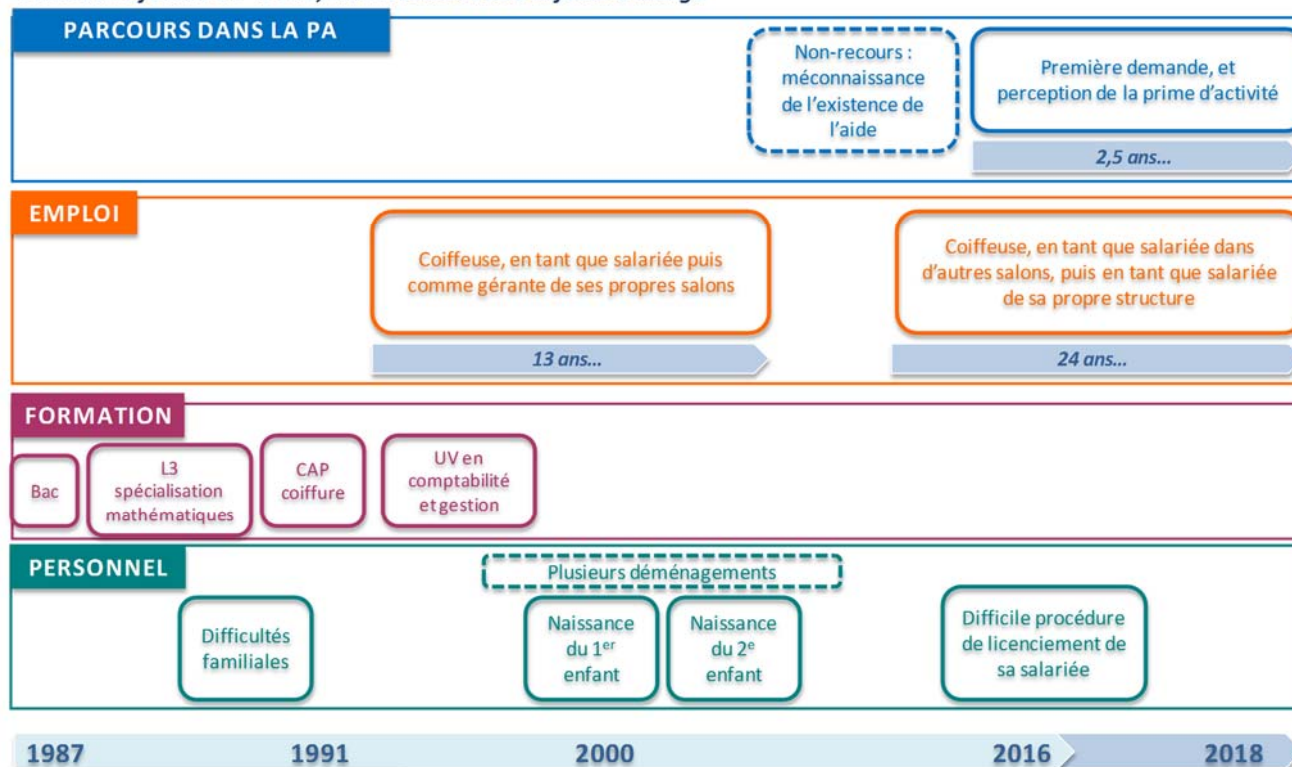 PARCOURS DANS LA PA
Non-recours :
méconnaissance
de l'existence de
l'aide
Première demande, et
perception de la prime d'activité
2,5 ans...
EMPLOI
Coiffeuse, en tant que salariée puis
comme gérante de ses propres salons
13 ans...
Coiffeuse, en tant que salariée dans
d'autres salons, puis en tant que salariée
de sa propre structure
24 ans...
FORMATION
Bac
L3
spécialisation
mathématiques
CAP
coiffure
UV en
comptabilité
et gestion
PERSONNEL
Plusieurs déménagements
Difficultés
familiales
Naissance
du 1er
enfant
Naissance
du 2e
enfant
Difficile procédure
de licenciement de
sa salariée
1987 1991 2000 2016 2018